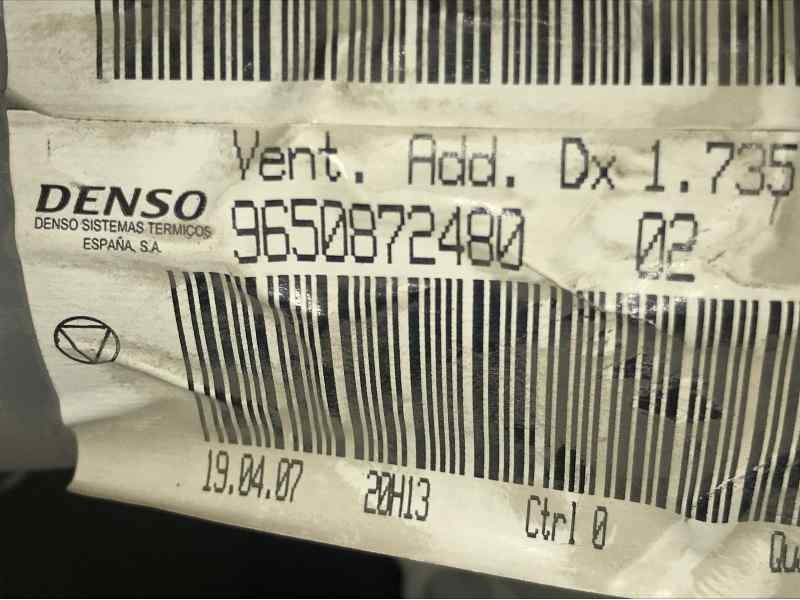 Vent. Add. Dx 1.735
DENSO
DENSO SISTEMAS TERMICOS
ESPAÑA, S.A.
9650872480 02
19.04.07 20H13 Ctrl 0